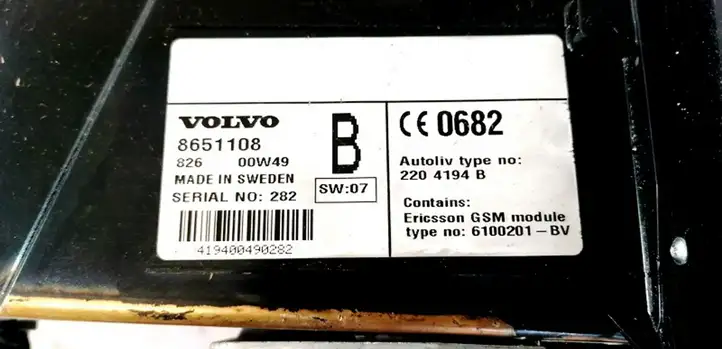 VOLVO
8651108
826 00W49
MADE IN SWEDEN
SERIAL NO: 282
419400490282
B
SW:07
CE 0682
Autoliv type no:
220 4194 B
Contains:
Ericsson GSM module
type no: 6100201-BV